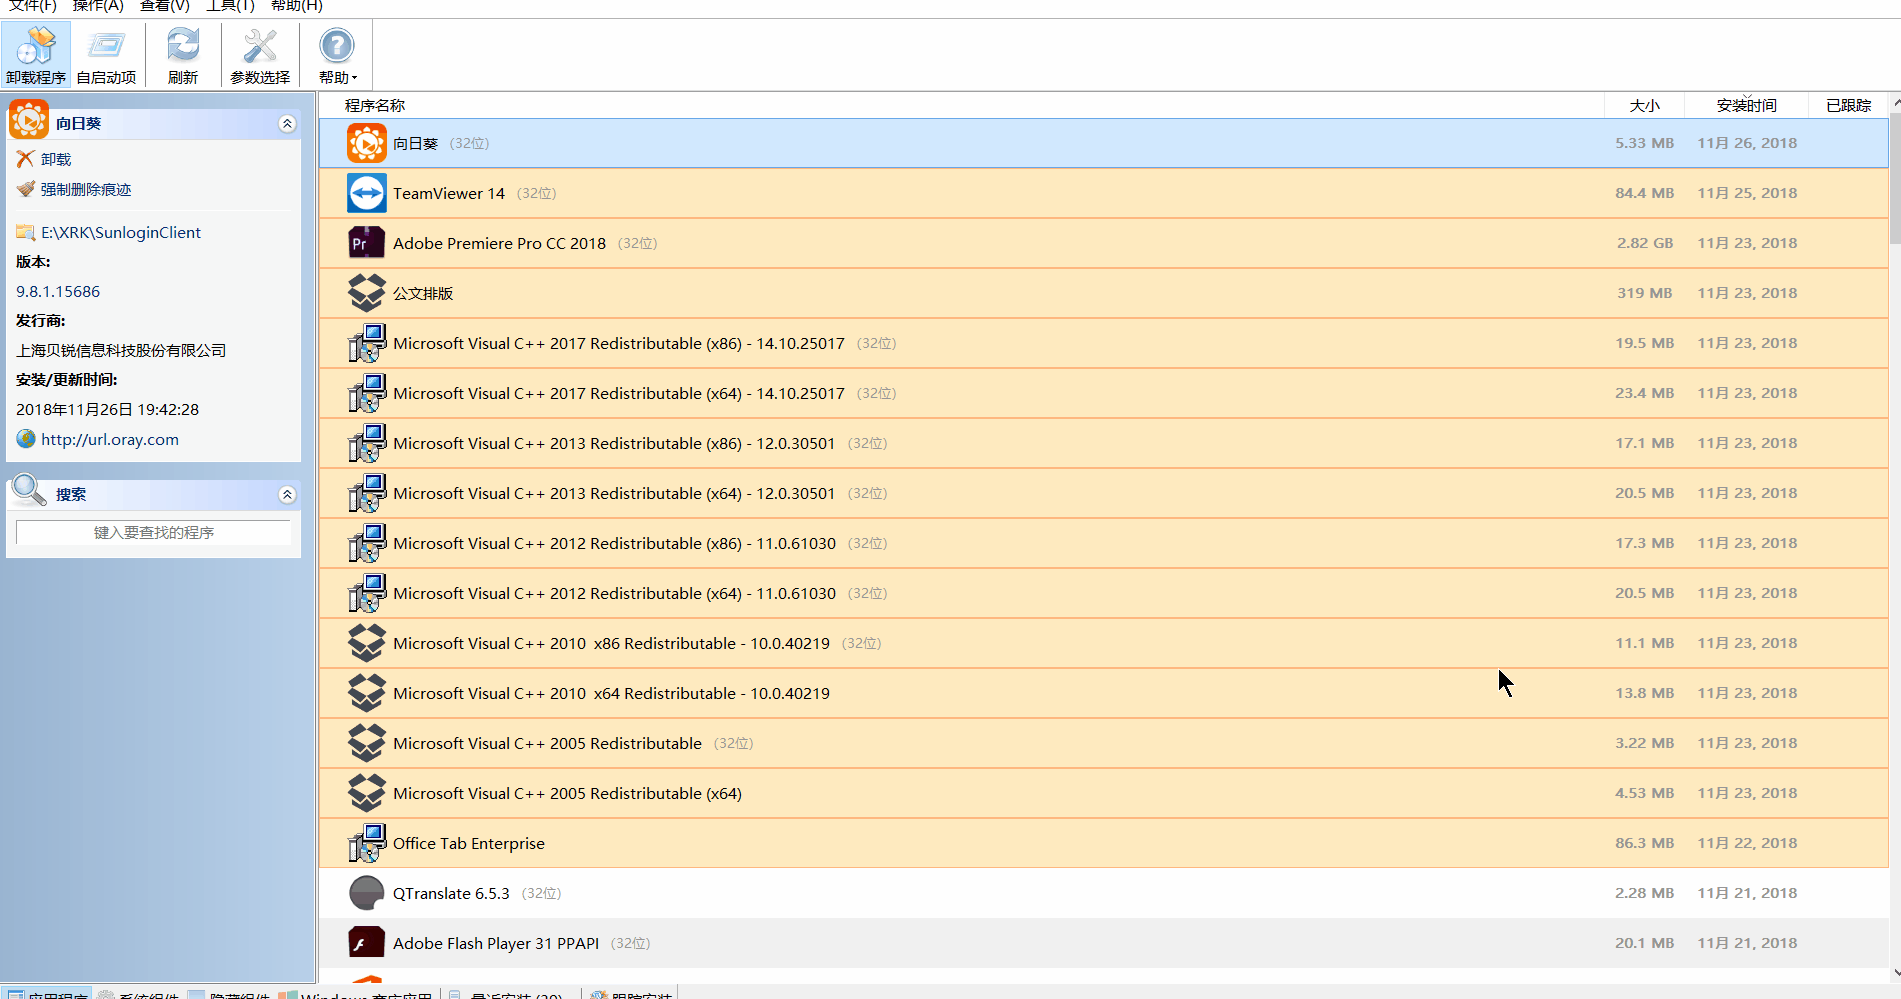 文件(F) 操作(A) 查看(V) 工具(T) 帮助(H)
卸载程序 自启动项 刷新 参数选择 帮助
向日葵
卸载
强制删除痕迹
E:\XRK\SunloginClient
版本:
9.8.1.15686
发行商:
上海贝锐信息科技股份有限公司
安装/更新时间:
2018年11月26日 19:42:28
http://url.oray.com
搜索
键入要查找的程序
程序名称 大小 安装时间 已跟踪
向日葵 (32位) 5.33 MB 11月 26, 2018
TeamViewer 14 (32位) 84.4 MB 11月 25, 2018
Pr Adobe Premiere Pro CC 2018 (32位) 2.82 GB 11月 23, 2018
公文排版 319 MB 11月 23, 2018
Microsoft Visual C++ 2017 Redistributable (x86) - 14.10.25017 (32位) 19.5 MB 11月 23, 2018
Microsoft Visual C++ 2017 Redistributable (x64) - 14.10.25017 (32位) 23.4 MB 11月 23, 2018
Microsoft Visual C++ 2013 Redistributable (x86) - 12.0.30501 (32位) 17.1 MB 11月 23, 2018
Microsoft Visual C++ 2013 Redistributable (x64) - 12.0.30501 (32位) 20.5 MB 11月 23, 2018
Microsoft Visual C++ 2012 Redistributable (x86) - 11.0.61030 (32位) 17.3 MB 11月 23, 2018
Microsoft Visual C++ 2012 Redistributable (x64) - 11.0.61030 (32位) 20.5 MB 11月 23, 2018
Microsoft Visual C++ 2010 x86 Redistributable - 10.0.40219 (32位) 11.1 MB 11月 23, 2018
Microsoft Visual C++ 2010 x64 Redistributable - 10.0.40219 13.8 MB 11月 23, 2018
Microsoft Visual C++ 2005 Redistributable (32位) 3.22 MB 11月 23, 2018
Microsoft Visual C++ 2005 Redistributable (x64) 4.53 MB 11月 23, 2018
Office Tab Enterprise 86.3 MB 11月 22, 2018
QTranslate 6.5.3 (32位) 2.28 MB 11月 21, 2018
Adobe Flash Player 31 PPAPI (32位) 20.1 MB 11月 21, 2018
应用程序 系统组件 隐藏组件 Windows 商店应用 最近安装 (20) 跟踪安装